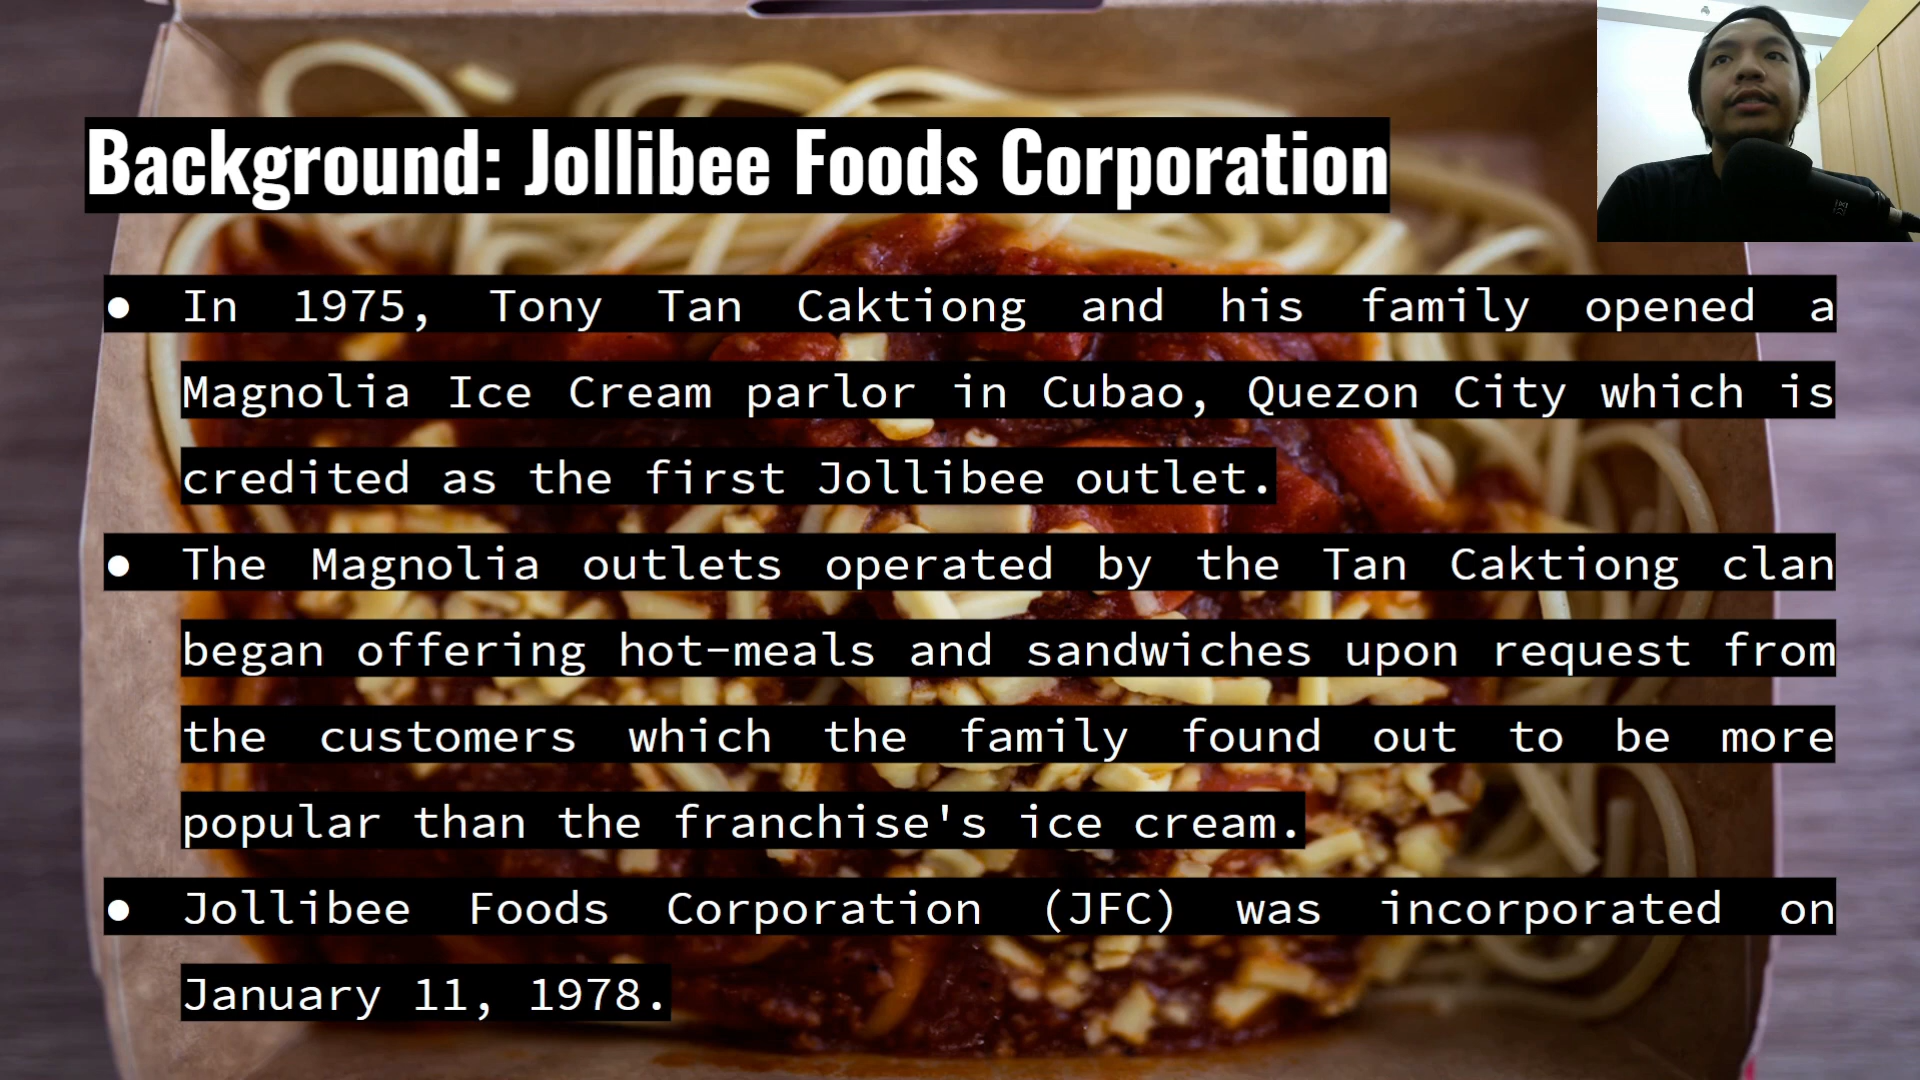 Background: Jollibee Foods Corporation
● In 1975, Tony Tan Caktiong and his family opened a
Magnolia Ice Cream parlor in Cubao, Quezon City which is
credited as the first Jollibee outlet.
● The Magnolia outlets operated by the Tan Caktiong clan
began offering hot-meals and sandwiches upon request from
the customers which the family found out to be more
popular than the franchise's ice cream.
● Jollibee Foods Corporation (JFC) was incorporated on
January 11, 1978.